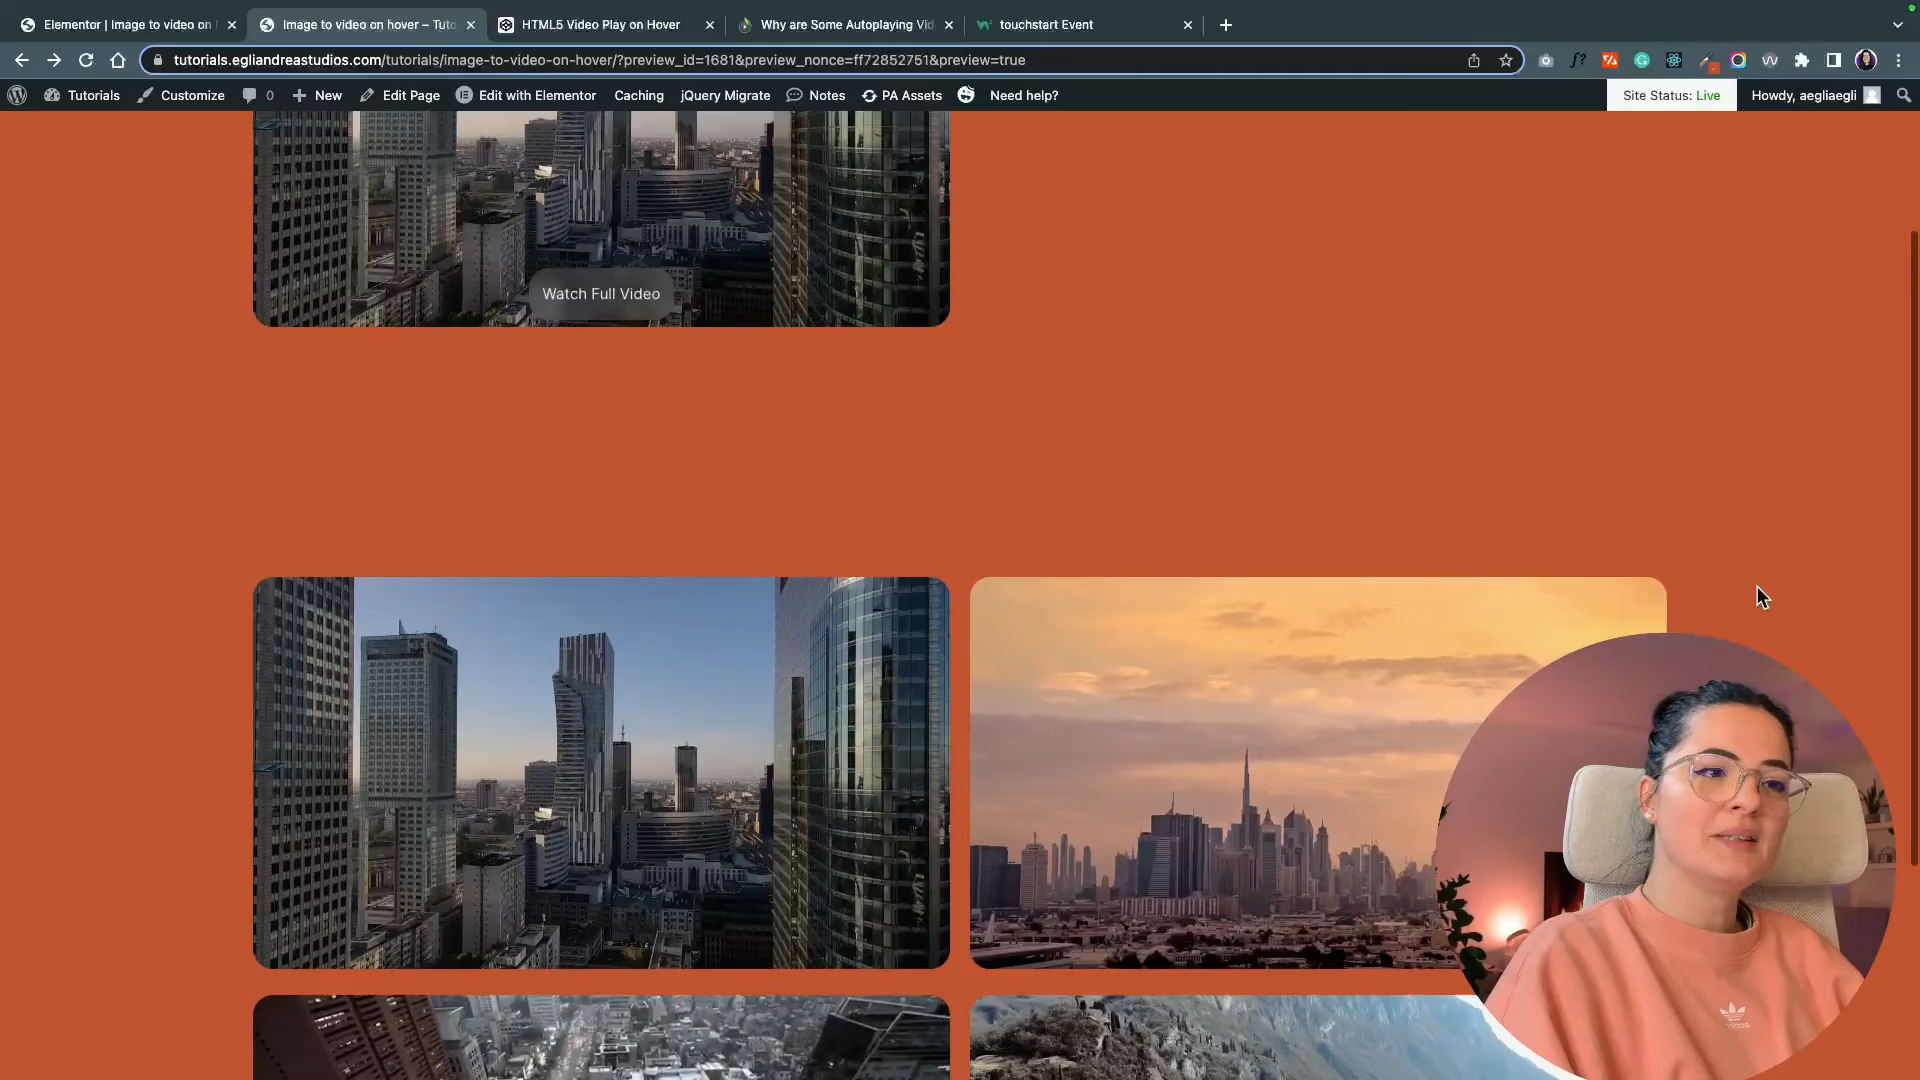 Elementor | Image to video on
Image to video on hover – Tuto
HTML5 Video Play on Hover
Why are Some Autoplaying Vid
touchstart Event
tutorials.egliandreastudios.com/tutorials/image-to-video-on-hover/?preview_id=1681&preview_nonce=ff72852751&preview=true
Tutorials
Customize
0
New
Edit Page
Edit with Elementor
Caching
jQuery Migrate
Notes
PA Assets
Need help?
Site Status: Live
Howdy, aegliaegli
Watch Full Video